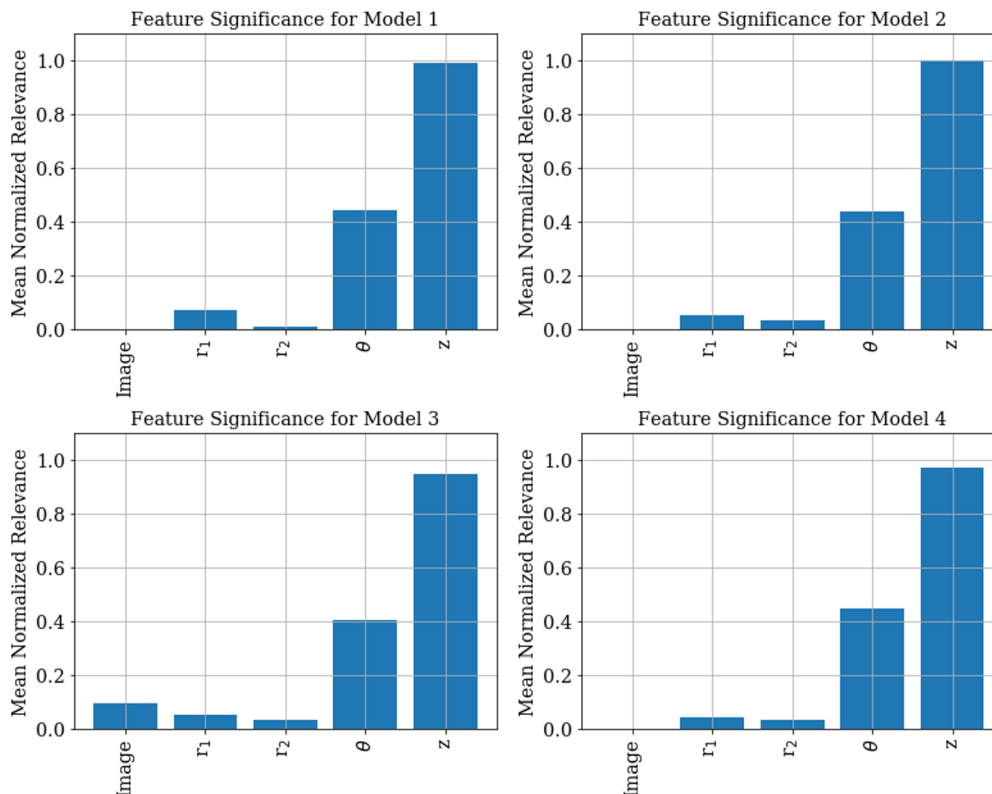 Feature Significance for Model 1
Mean Normalized Relevance
1.0
0.8
0.6
0.4
0.2
0.0
Image
r₁
r₂
θ
z
Feature Significance for Model 2
Mean Normalized Relevance
1.0
0.8
0.6
0.4
0.2
0.0
Image
r₁
r₂
θ
z
Feature Significance for Model 3
Mean Normalized Relevance
1.0
0.8
0.6
0.4
0.2
0.0
Image
r₁
r₂
θ
z
Feature Significance for Model 4
Mean Normalized Relevance
1.0
0.8
0.6
0.4
0.2
0.0
Image
r₁
r₂
θ
z